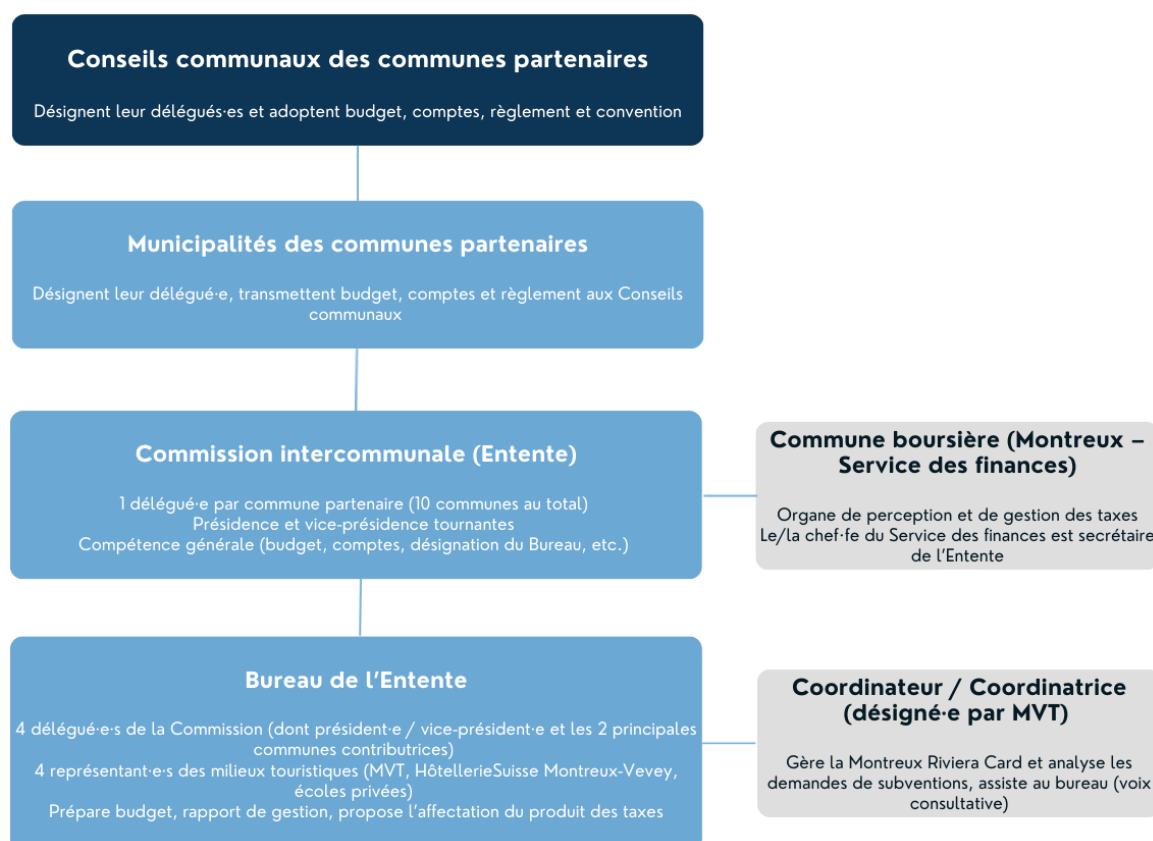 Conseils communaux des communes partenaires
Désignent leur délégués·es et adoptent budget, comptes, règlement et convention
Municipalités des communes partenaires
Désignent leur délégué·e, transmettent budget, comptes et règlement aux Conseils
communaux
Commission intercommunale (Entente)
1 délégué·e par commune partenaire (10 communes au total)
Présidence et vice-présidence tournantes
Compétence générale (budget, comptes, désignation du Bureau, etc.)
Commune boursière (Montreux –
Service des finances)
Organe de perception et de gestion des taxes
Le/la chef·fe du Service des finances est secrétaire
de l'Entente
Bureau de l'Entente
4 délégué·e·s de la Commission (dont président·e / vice-président·e et les 2 principales
communes contributrices)
4 représentant·e·s des milieux touristiques (MVT, HôtellerieSuisse Montreux-Vevey,
écoles privées)
Prépare budget, rapport de gestion, propose l'affectation du produit des taxes
Coordinateur / Coordinatrice
(désigné·e par MVT)
Gère la Montreux Riviera Card et analyse les
demandes de subventions, assiste au bureau (voix
consultative)